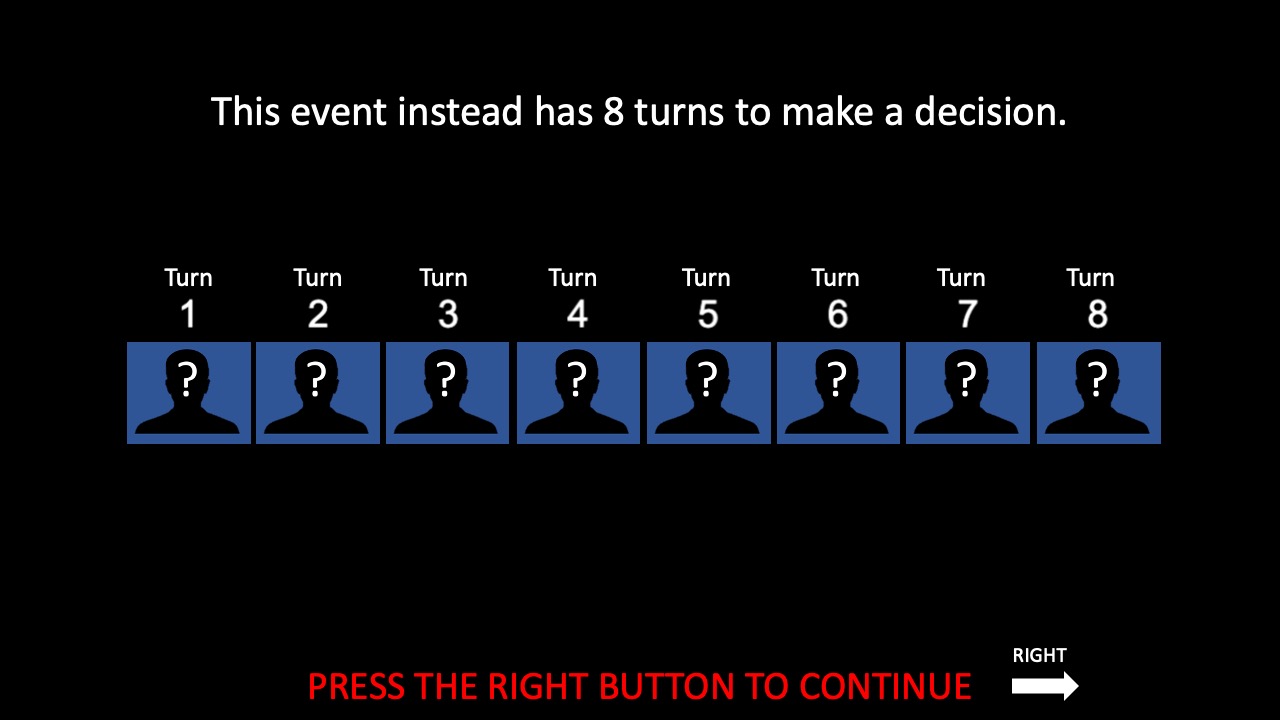 This event instead has 8 turns to make a decision.
Turn Turn Turn Turn Turn Turn Turn Turn
1 2 3 4 5 6 7 8
? ? ? ? ? ? ? ?
RIGHT
PRESS THE RIGHT BUTTON TO CONTINUE